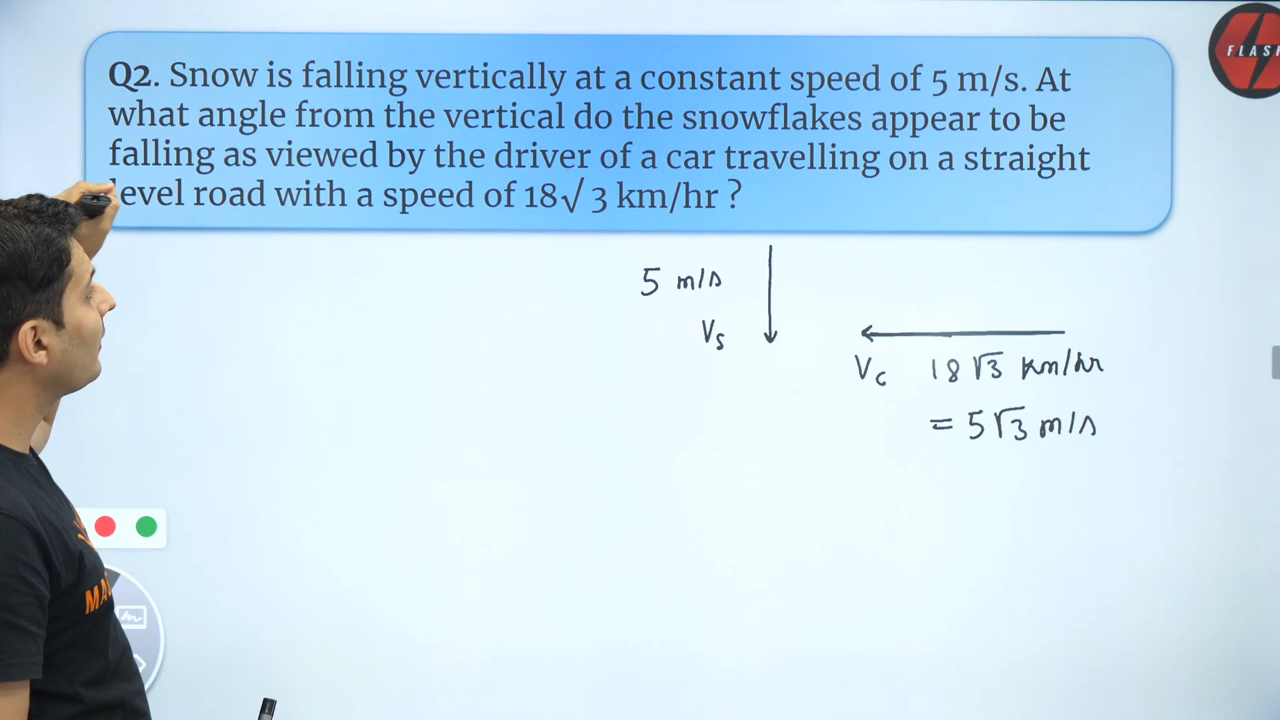 FLASH
Q2. Snow is falling vertically at a constant speed of 5 m/s. At
what angle from the vertical do the snowflakes appear to be
falling as viewed by the driver of a car travelling on a straight
level road with a speed of 18√ 3 km/hr ?
5 m/s
Vs
Vc 18√3 km/hr
= 5√3 m/s
MA
m